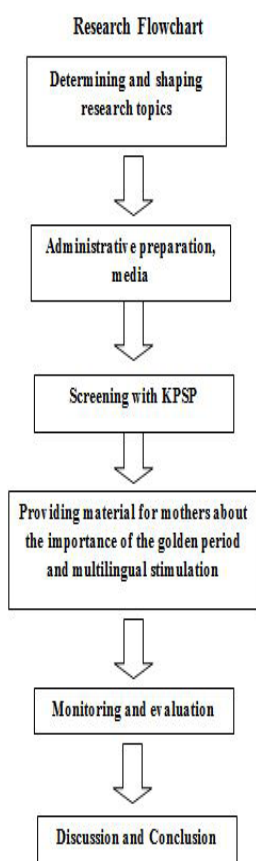 Research Flowchart
Determining and shaping
research topics
Administrative preparation,
media
Screening with KPSP
Providing material for mothers about
the importance of the golden period
and multilingual stimulation
Monitoring and evaluation
Discussion and Conclusion